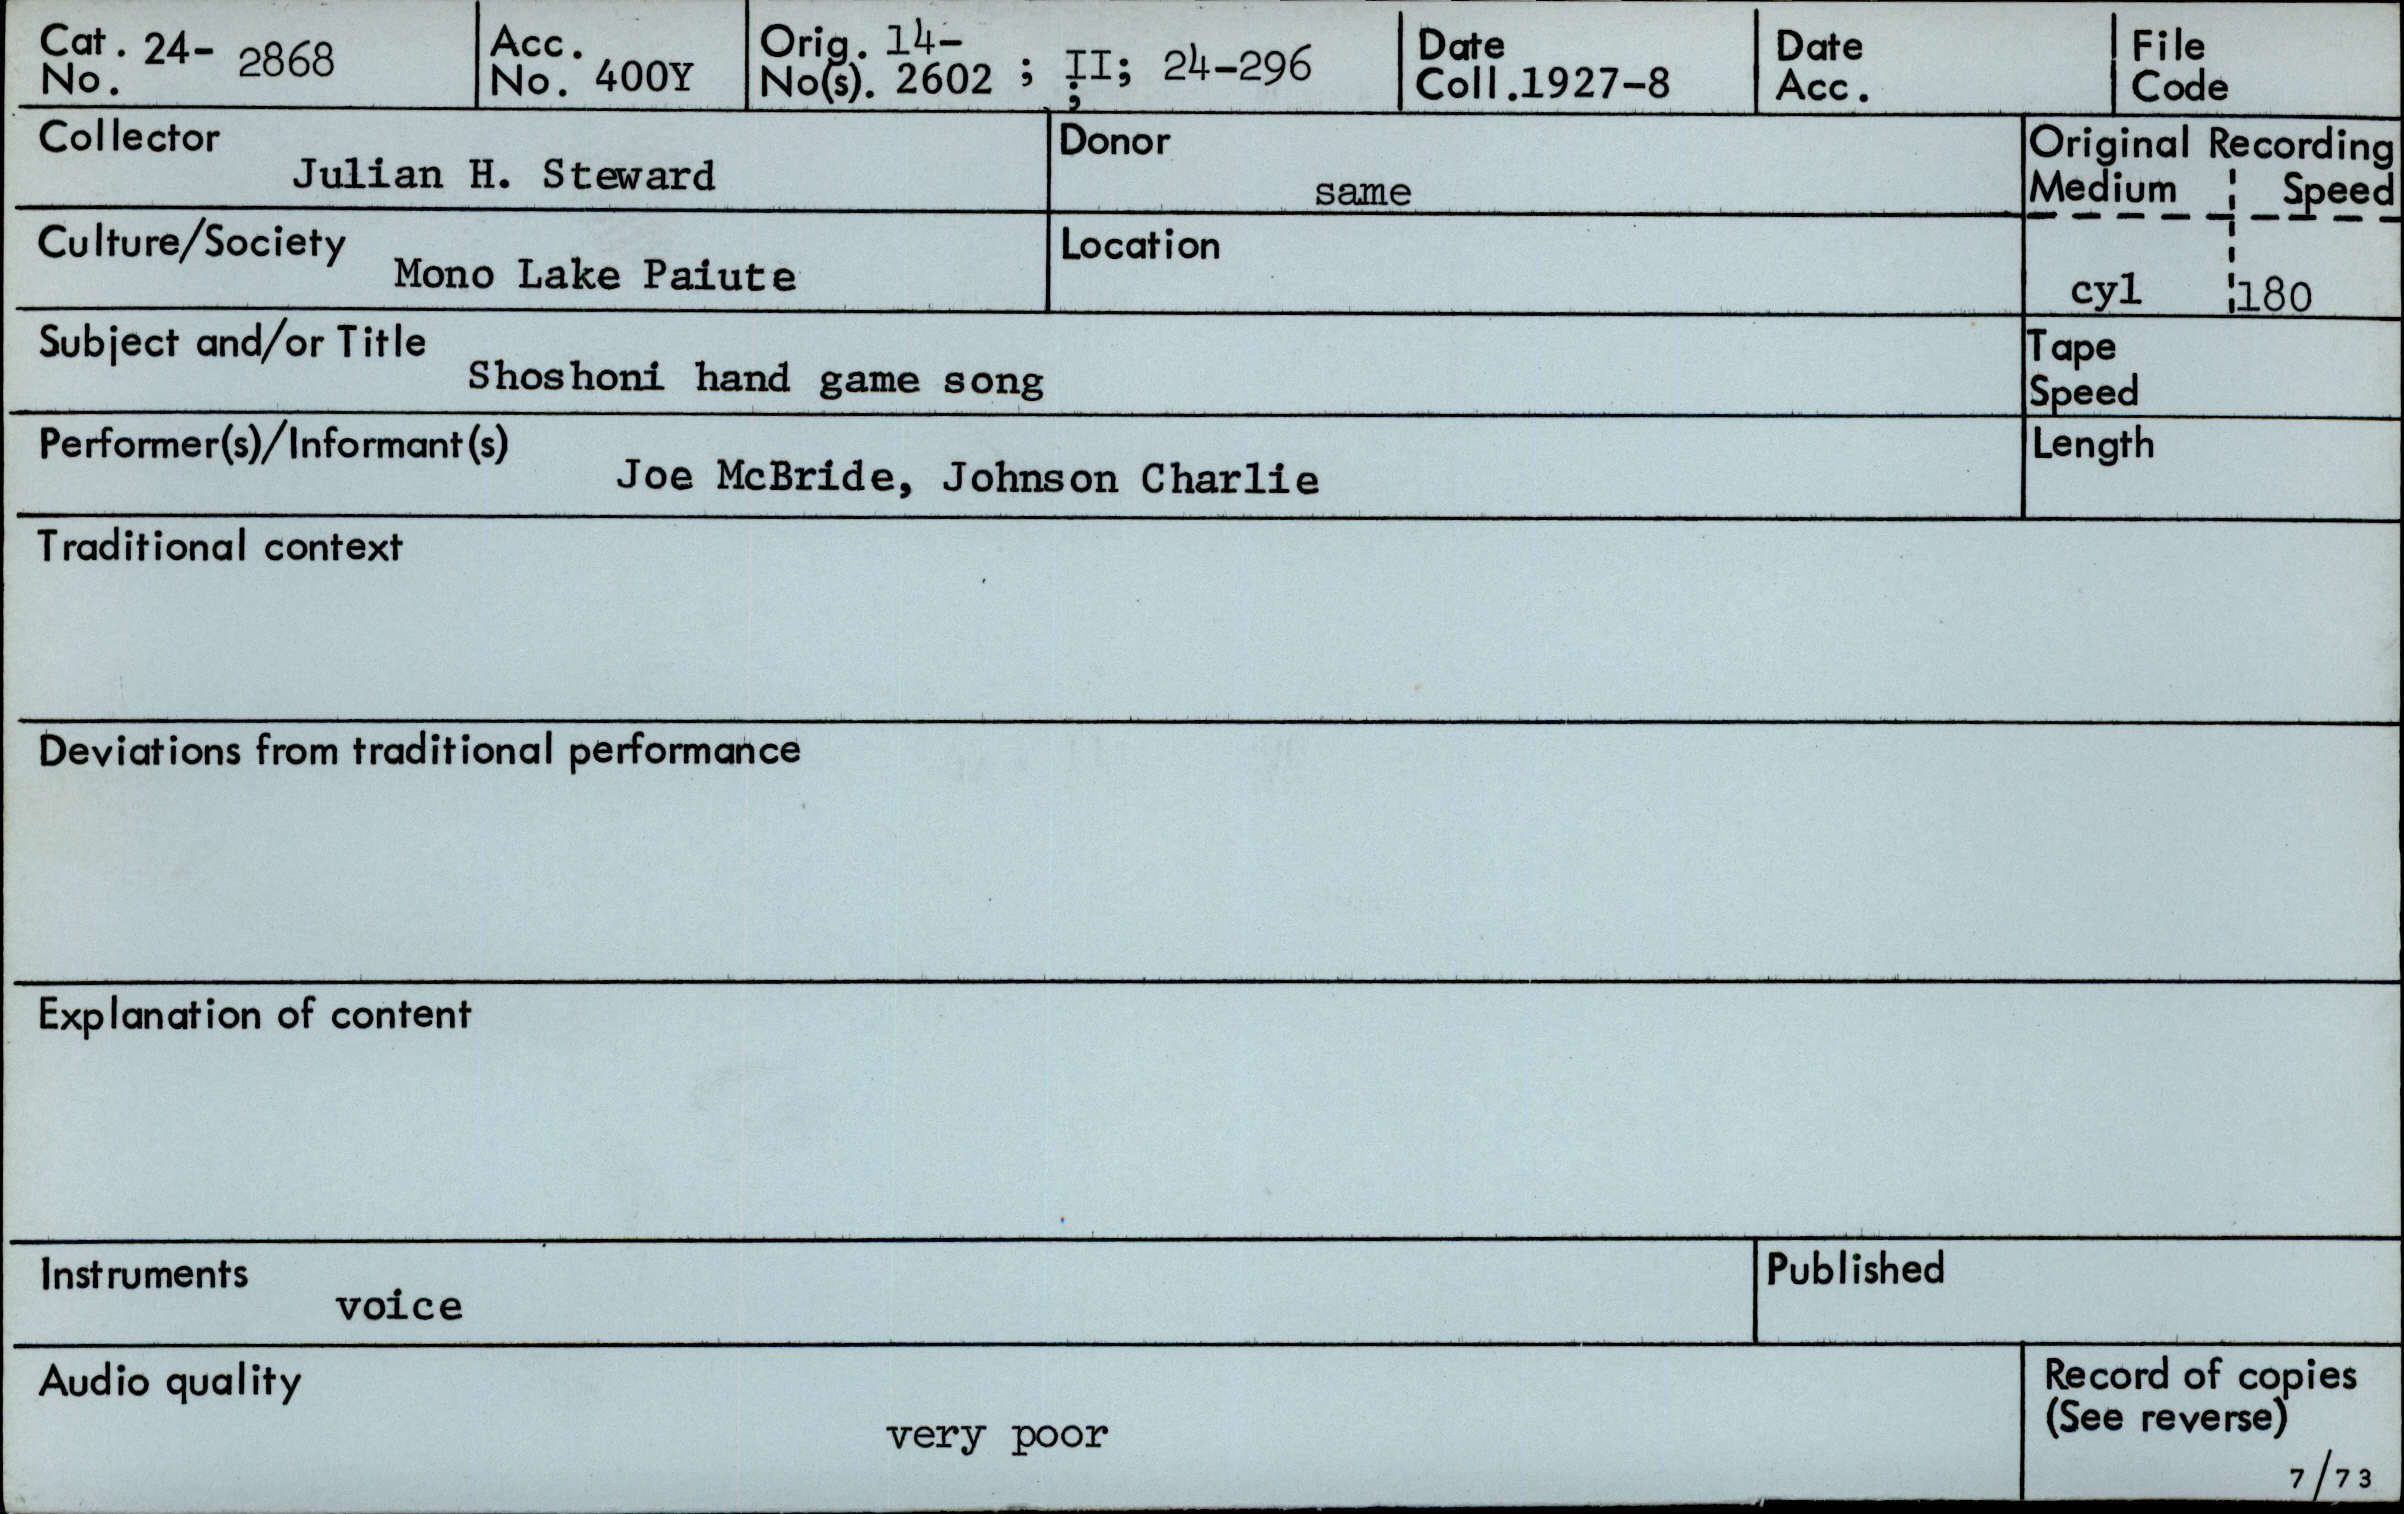 Cat. No. 24- 2868
Acc. No. 400Y
Orig. No(s). 14-2602 ; II; 24-296
;
Date Coll. 1927-8
Date Acc.
File Code
Collector
Julian H. Steward
Donor
same
Original Recording
Medium Speed
cyl 180
Culture/Society
Mono Lake Paiute
Location
Subject and/or Title
Shoshoni hand game song
Tape Speed
Performer(s)/Informant(s)
Joe McBride, Johnson Charlie
Length
Traditional context
Deviations from traditional performance
Explanation of content
Instruments
voice
Published
Audio quality
very poor
Record of copies
(See reverse)
7/73